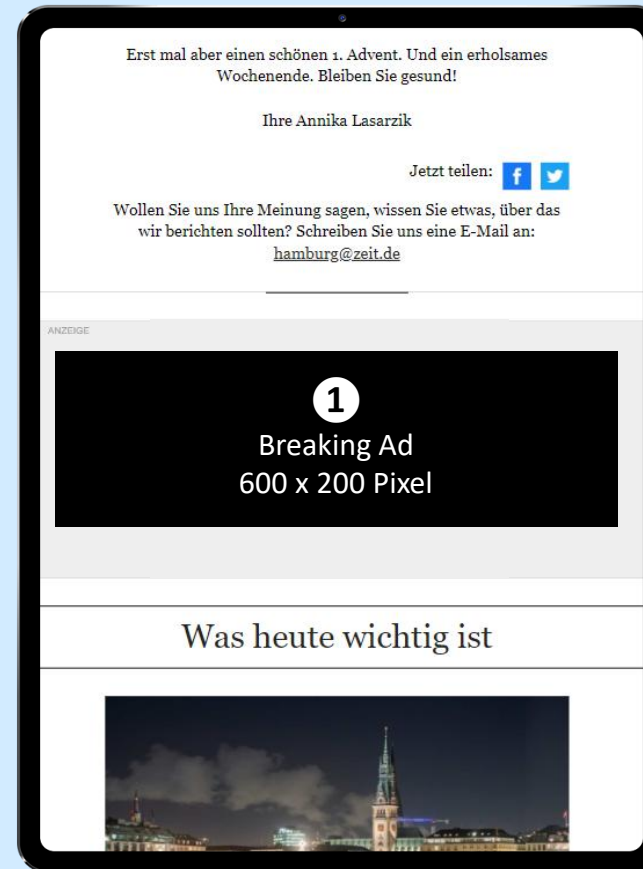 Erst mal aber einen schönen 1. Advent. Und ein erholsames
Wochenende. Bleiben Sie gesund!
Ihre Annika Lasarzik
Jetzt teilen:
Wollen Sie uns Ihre Meinung sagen, wissen Sie etwas, über das
wir berichten sollten? Schreiben Sie uns eine E-Mail an:
hamburg@zeit.de
ANZEIGE
1
Breaking Ad
600 x 200 Pixel
Was heute wichtig ist